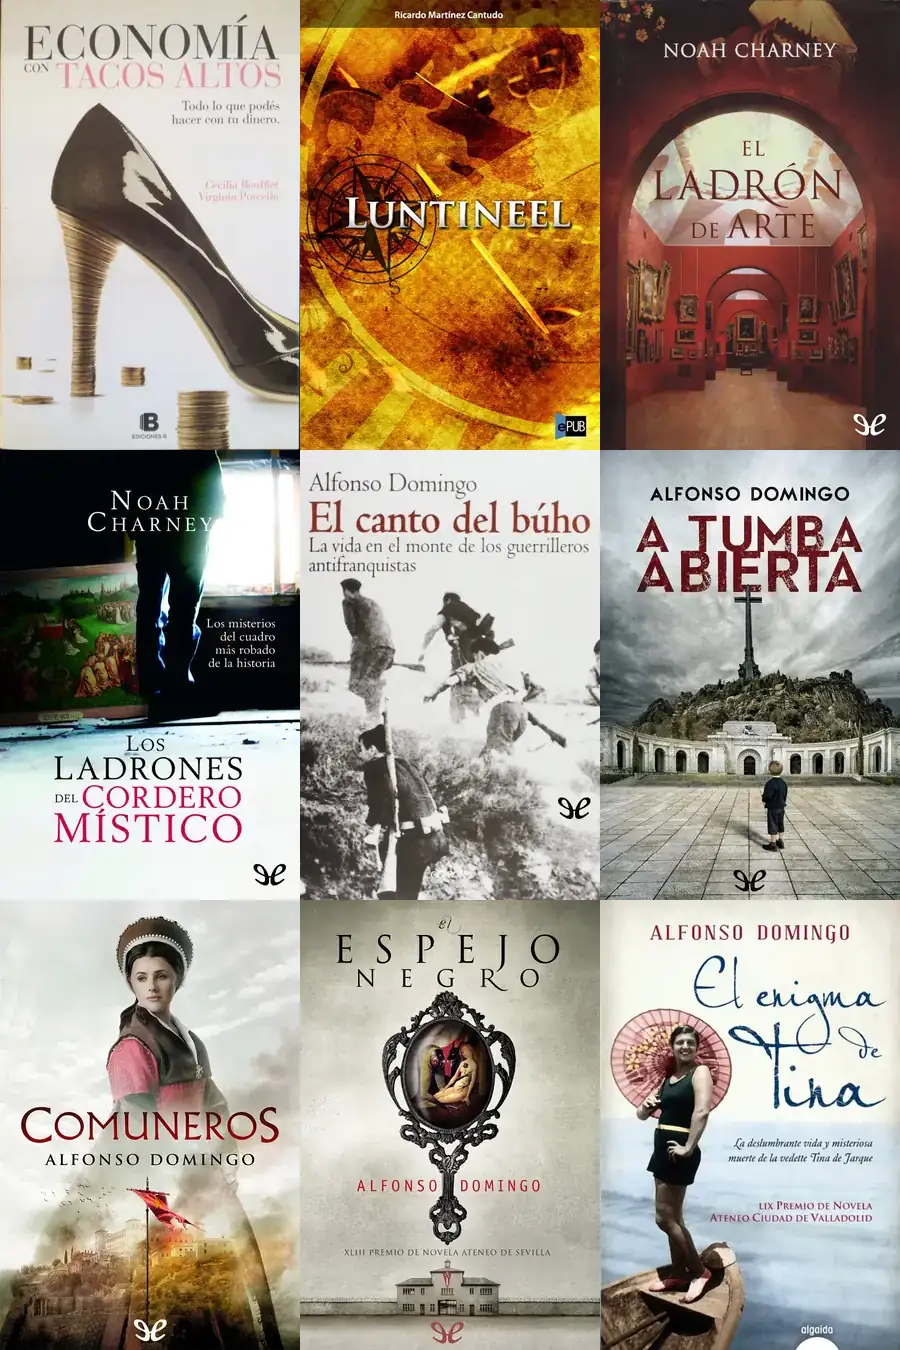 ECONOMÍA
CON TACOS ALTOS
Todo lo que podés
hacer con tu dinero.
Cecilia Boufflet
Virginia Porcella
B
EDICIONES B
Ricardo Martínez Cantudo
LUNTINEEL
S
ePUB
NOAH CHARNEY
EL
LADRÓN
DE ARTE
NOAH
CHARNEY
Los misterios
del cuadro
más robado
de la historia
LOS
LADRONES
DEL CORDERO
MÍSTICO
Alfonso Domingo
El canto del búho
La vida en el monte de los guerrilleros
antifranquistas
ALFONSO DOMINGO
A TUMBA
ABIERTA
COMUNEROS
ALFONSO DOMINGO
el
ESPEJO
NEGRO
ALFONSO DOMINGO
XLIII PREMIO DE NOVELA ATENEO DE SEVILLA
ALFONSO DOMINGO
El enigma
de
Tina
La deslumbrante vida y misteriosa
muerte de la vedette Tina de Jarque
LIX PREMIO DE NOVELA
ATENEO CIUDAD DE VALLADOLID
algaida